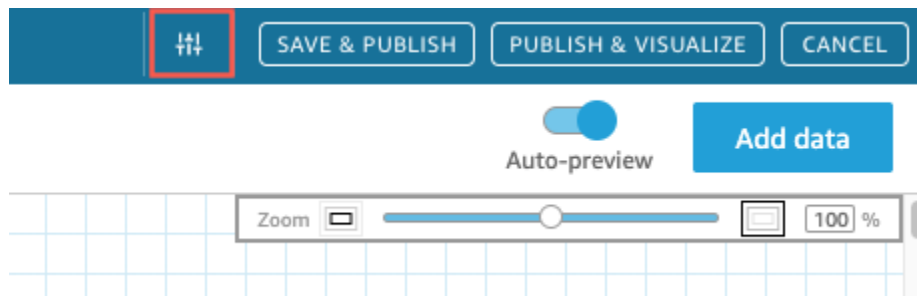 SAVE & PUBLISH PUBLISH & VISUALIZE CANCEL
Auto-preview Add data
Zoom 100 %